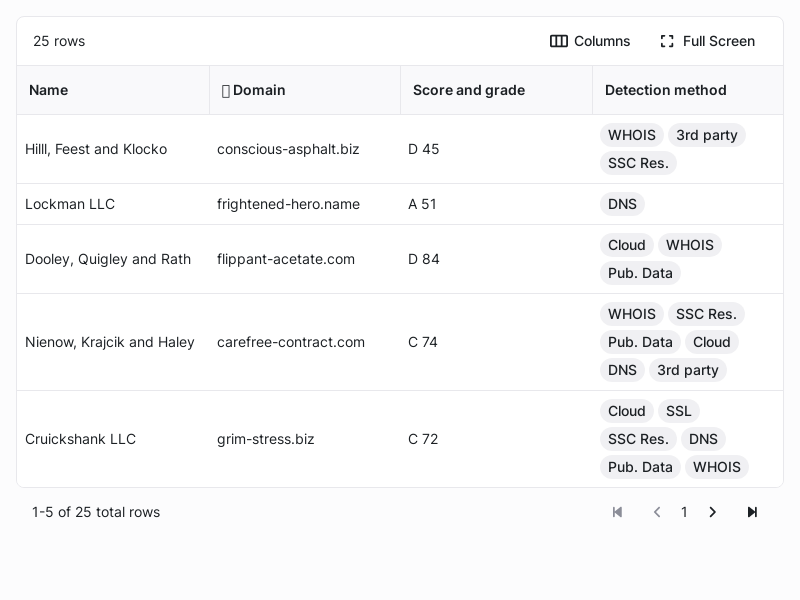 25 rows
Columns
Full Screen
Name
Domain
Score and grade
Detection method
Hilll, Feest and Klocko
conscious-asphalt.biz
D 45
WHOIS 3rd party
SSC Res.
Lockman LLC
frightened-hero.name
A 51
DNS
Dooley, Quigley and Rath
flippant-acetate.com
D 84
Cloud WHOIS
Pub. Data
Nienow, Krajcik and Haley
carefree-contract.com
C 74
WHOIS SSC Res.
Pub. Data Cloud
DNS 3rd party
Cruickshank LLC
grim-stress.biz
C 72
Cloud SSL
SSC Res. DNS
Pub. Data WHOIS
1-5 of 25 total rows
1